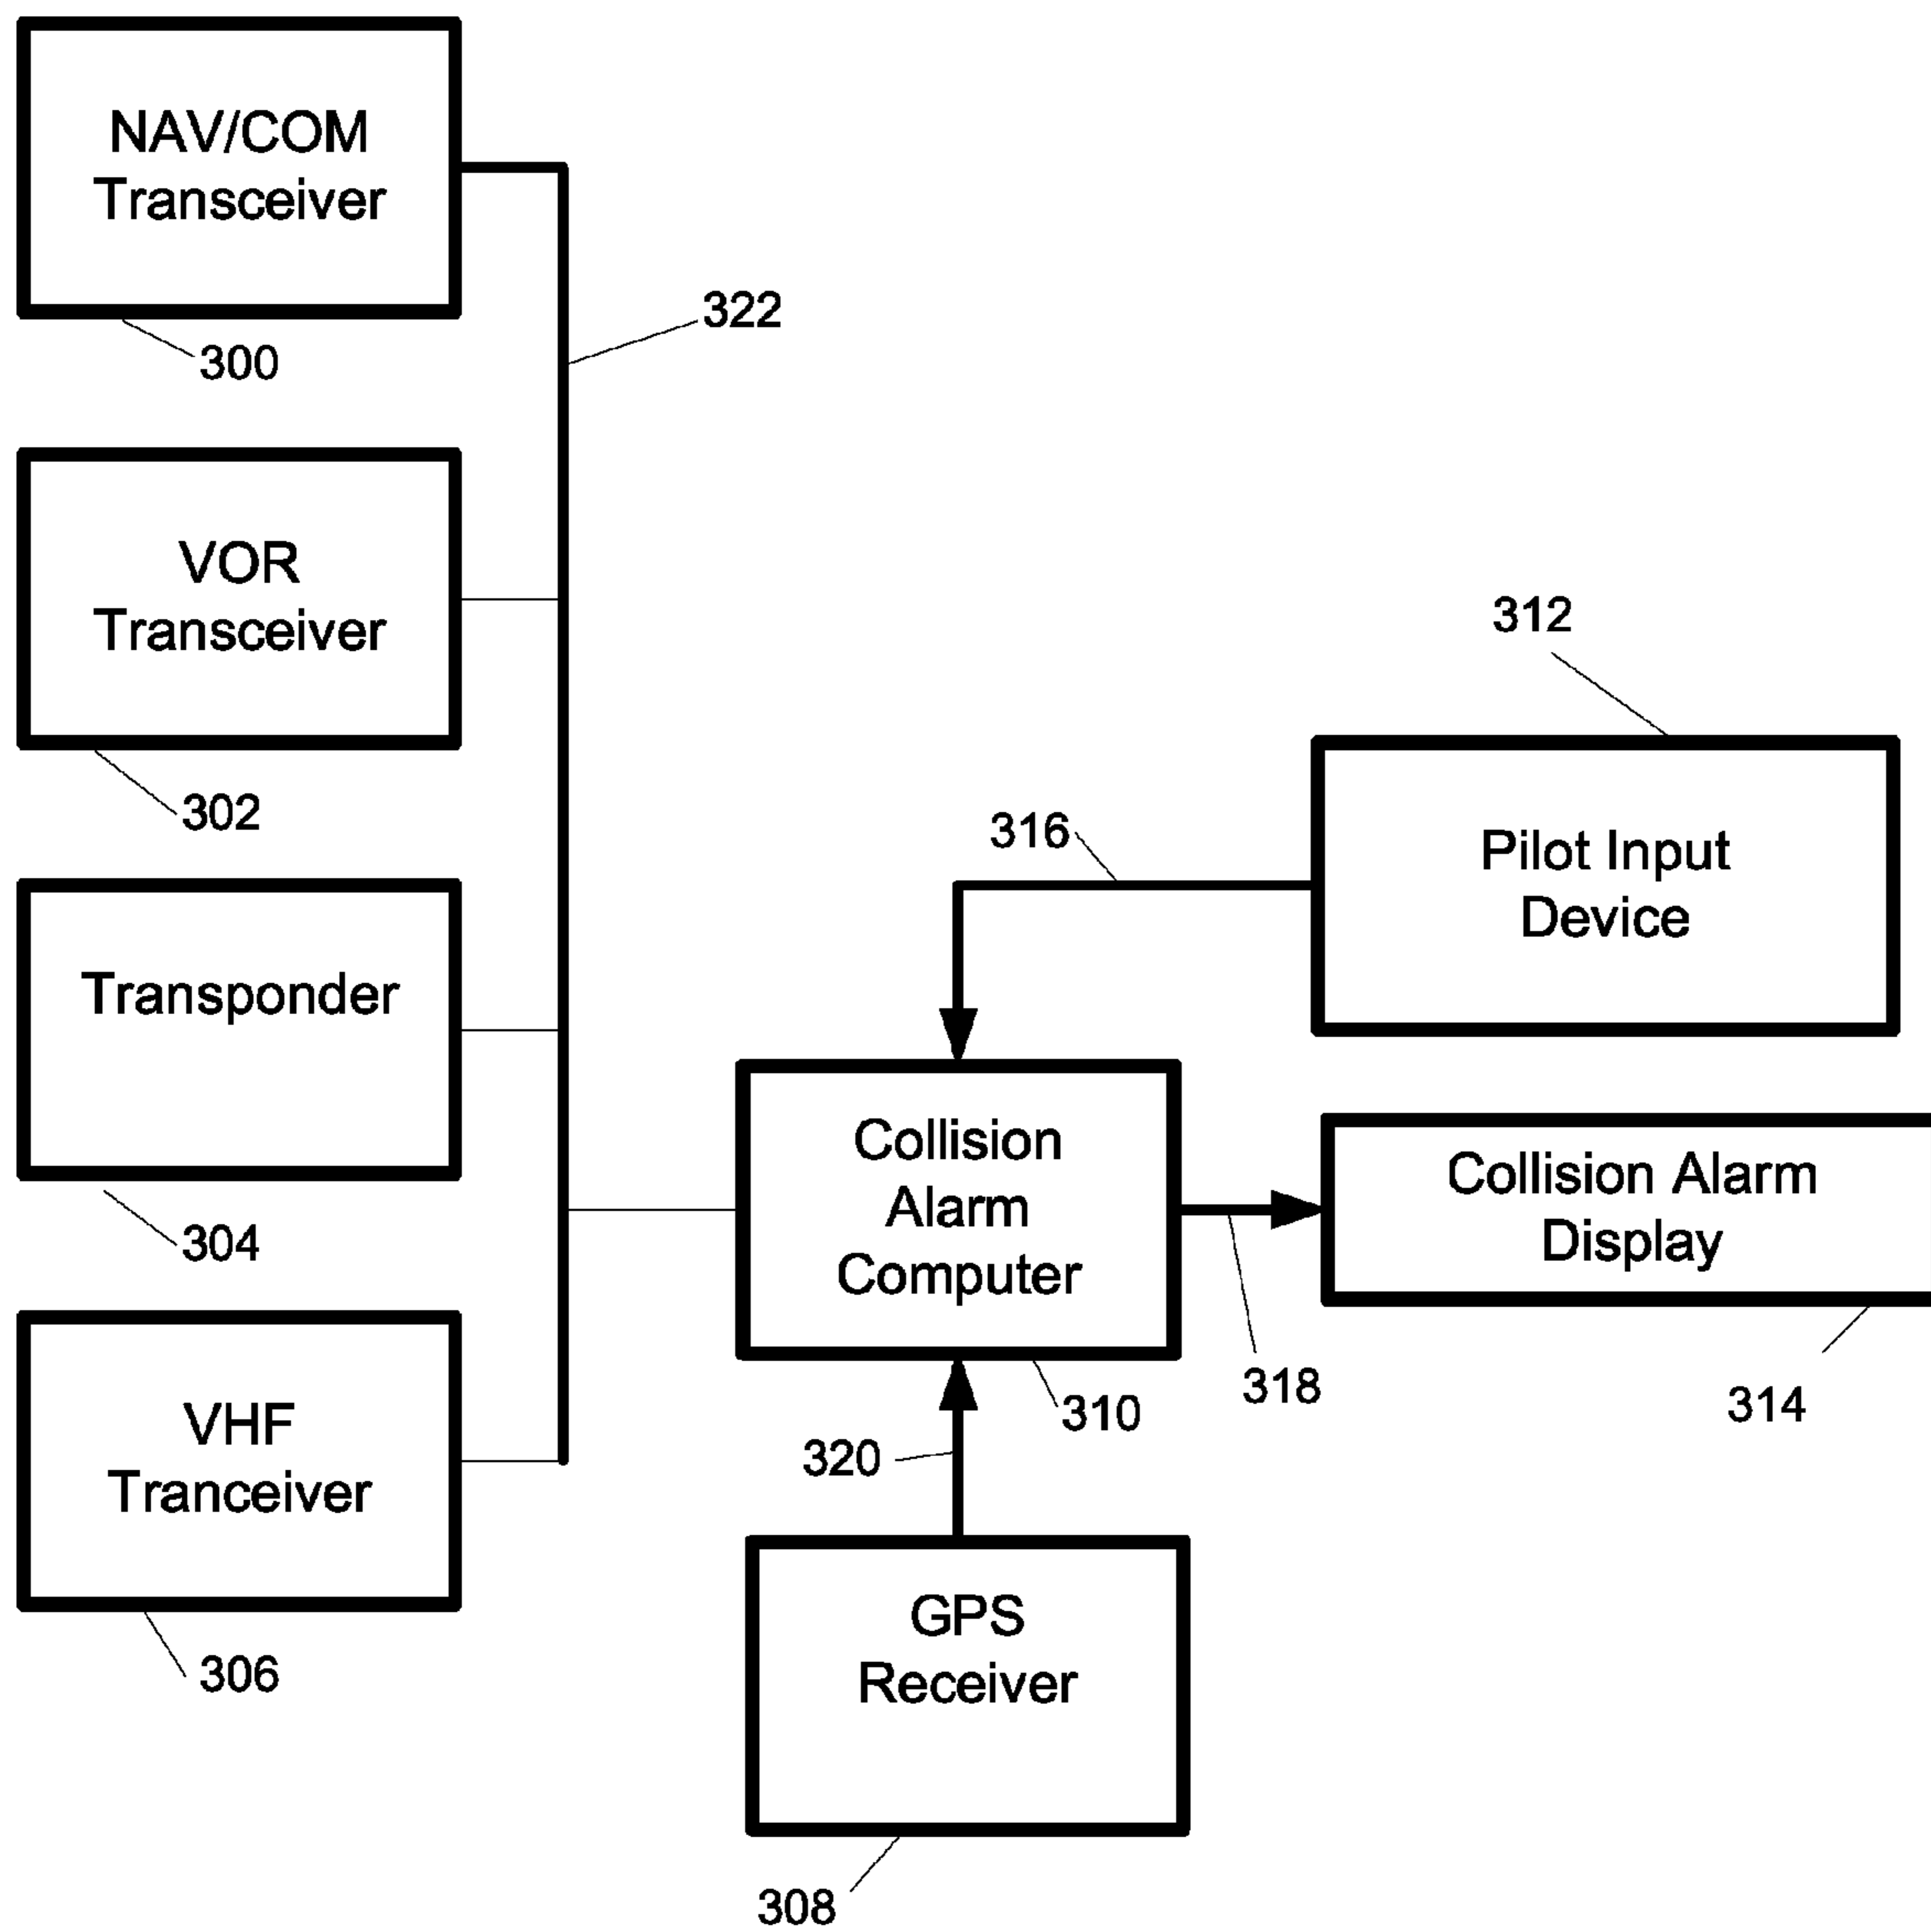 NAV/COM
Transceiver
300
322
VOR
Transceiver
302
312
316
Pilot Input
Device
Transponder
304
Collision
Alarm
Computer
310
Collision Alarm
Display
318
314
VHF
Tranceiver
306
320
GPS
Receiver
308